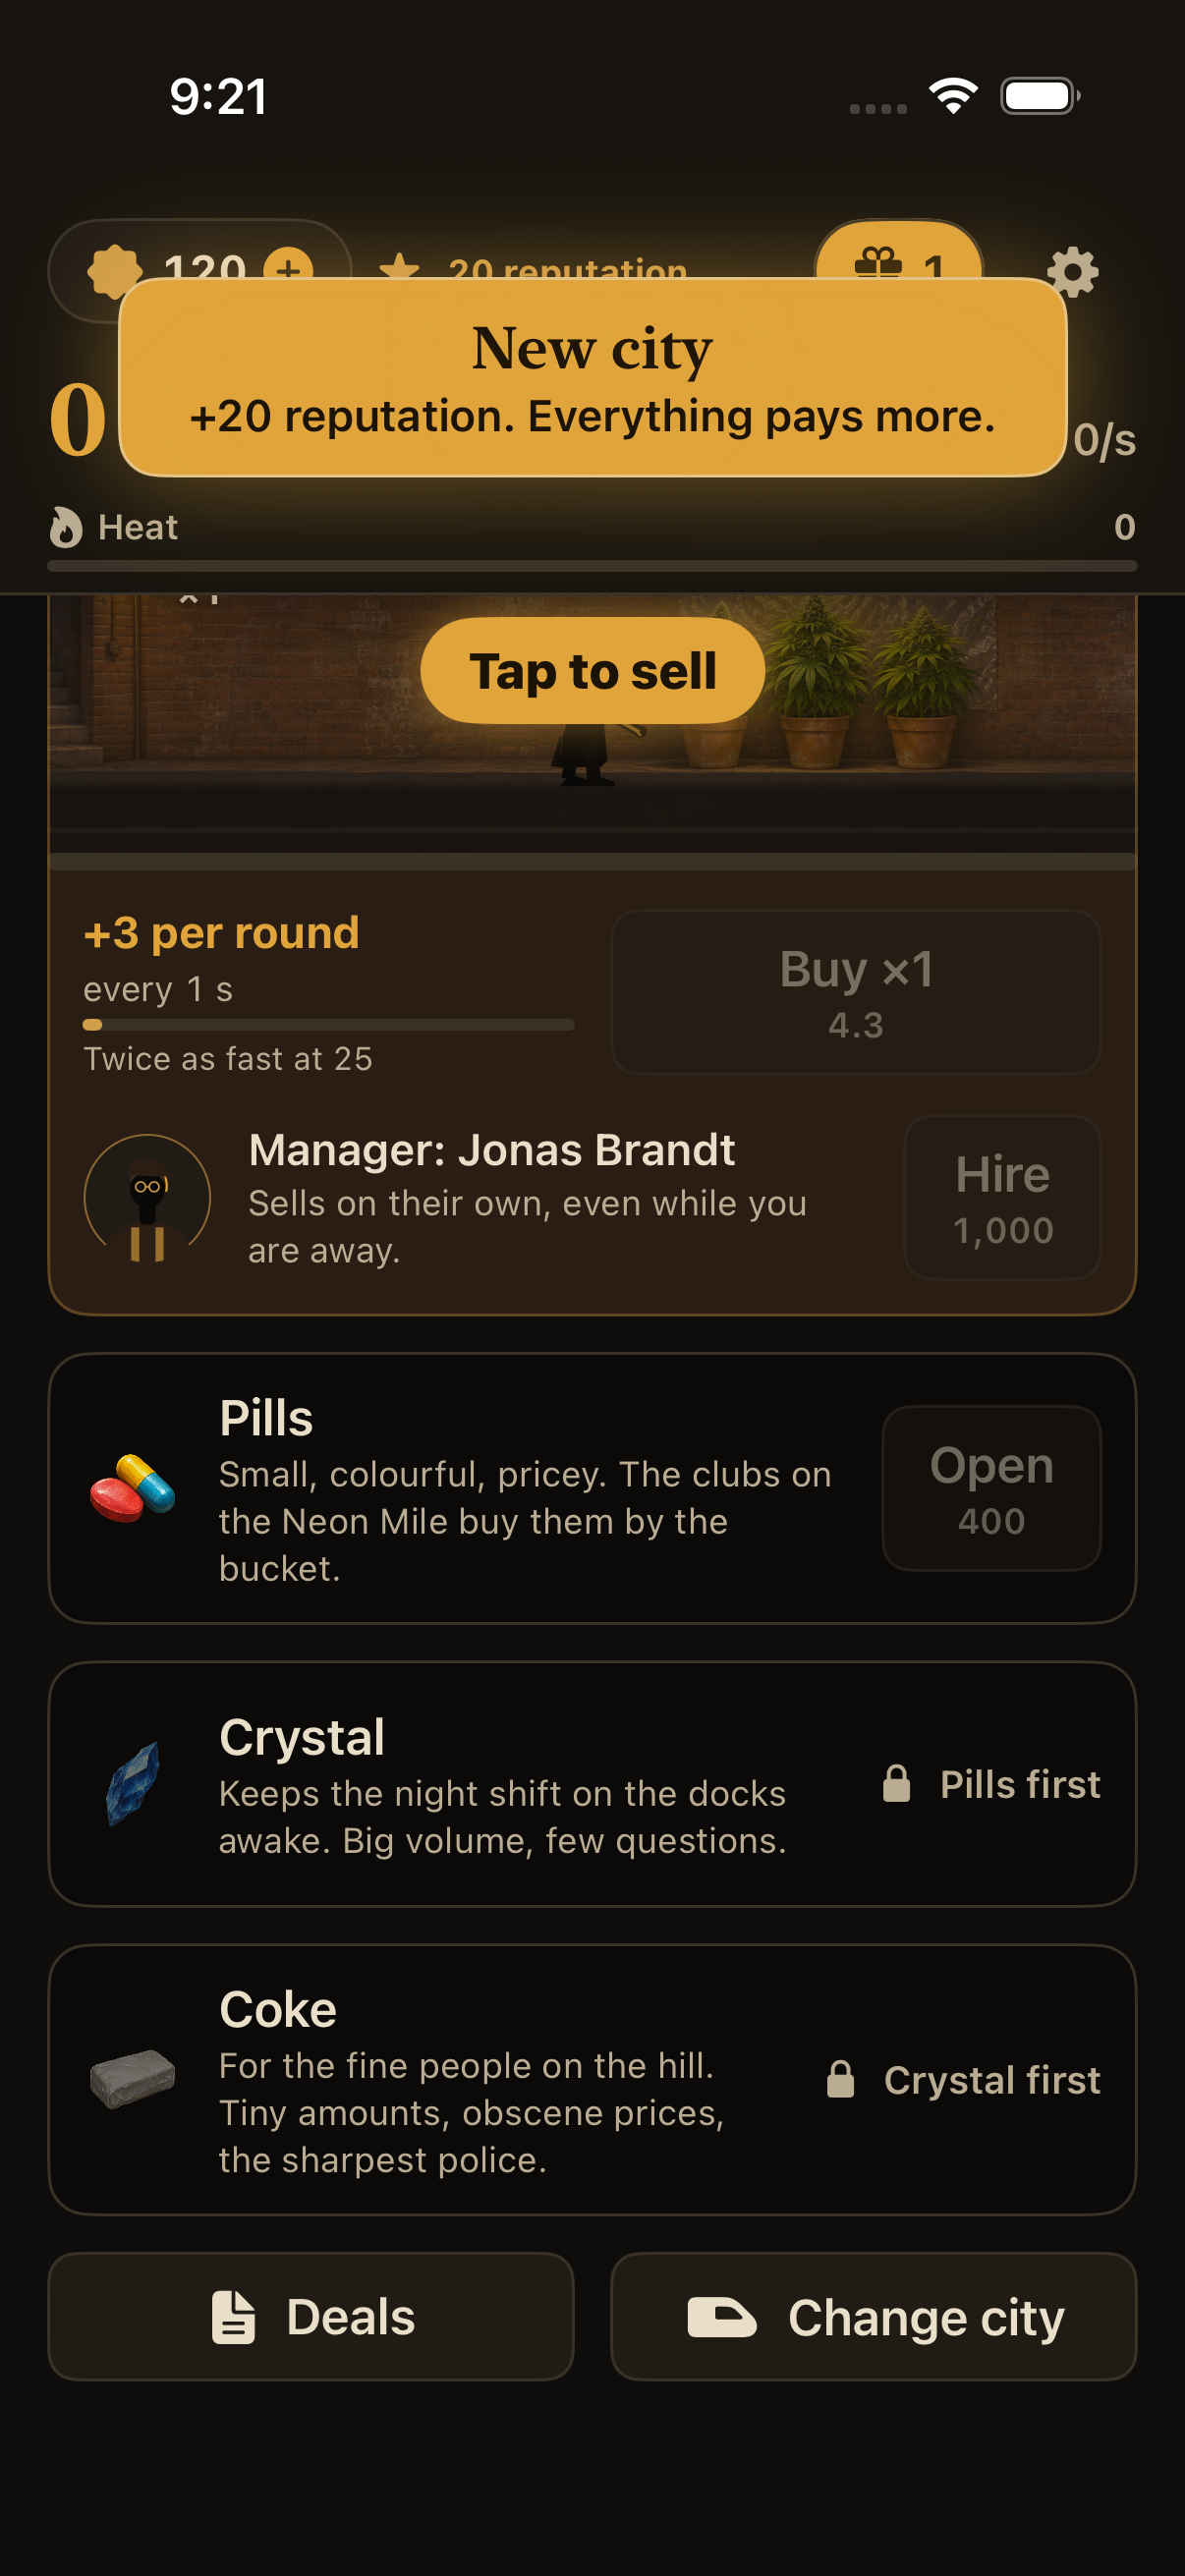 9:21
120
20 reputation
1
New city
+20 reputation. Everything pays more.
0
0/s
Heat
0
Tap to sell
+3 per round
every 1 s
Twice as fast at 25
Buy ×1
4.3
Manager: Jonas Brandt
Sells on their own, even while you
are away.
Hire
1,000
Pills
Small, colourful, pricey. The clubs on
the Neon Mile buy them by the
bucket.
Open
400
Crystal
Keeps the night shift on the docks
awake. Big volume, few questions.
Pills first
Coke
For the fine people on the hill.
Tiny amounts, obscene prices,
the sharpest police.
Crystal first
Deals
Change city